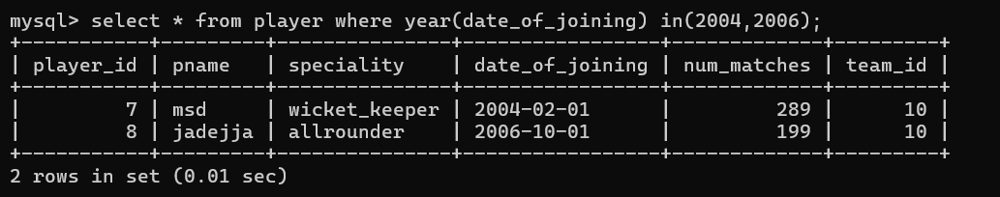 mysql> select * from player where year(date_of_joining) in(2004,2006);
+-----------+---------+---------------+-----------------+-------------+---------+
| player_id | pname   | speciality    | date_of_joining | num_matches | team_id |
+-----------+---------+---------------+-----------------+-------------+---------+
|         7 | msd     | wicket_keeper | 2004-02-01      |         289 |      10 |
|         8 | jadejja | allrounder    | 2006-10-01      |         199 |      10 |
+-----------+---------+---------------+-----------------+-------------+---------+
2 rows in set (0.01 sec)